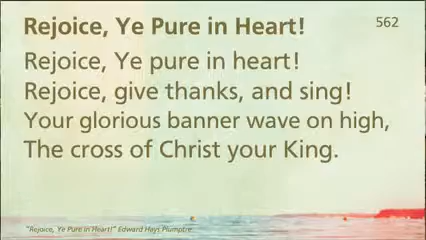 Rejoice, Ye Pure in Heart! 562
Rejoice, Ye pure in heart!
Rejoice, give thanks, and sing!
Your glorious banner wave on high,
The cross of Christ your King.
"Rejoice, Ye Pure in Heart!" Edward Hays Plumptre